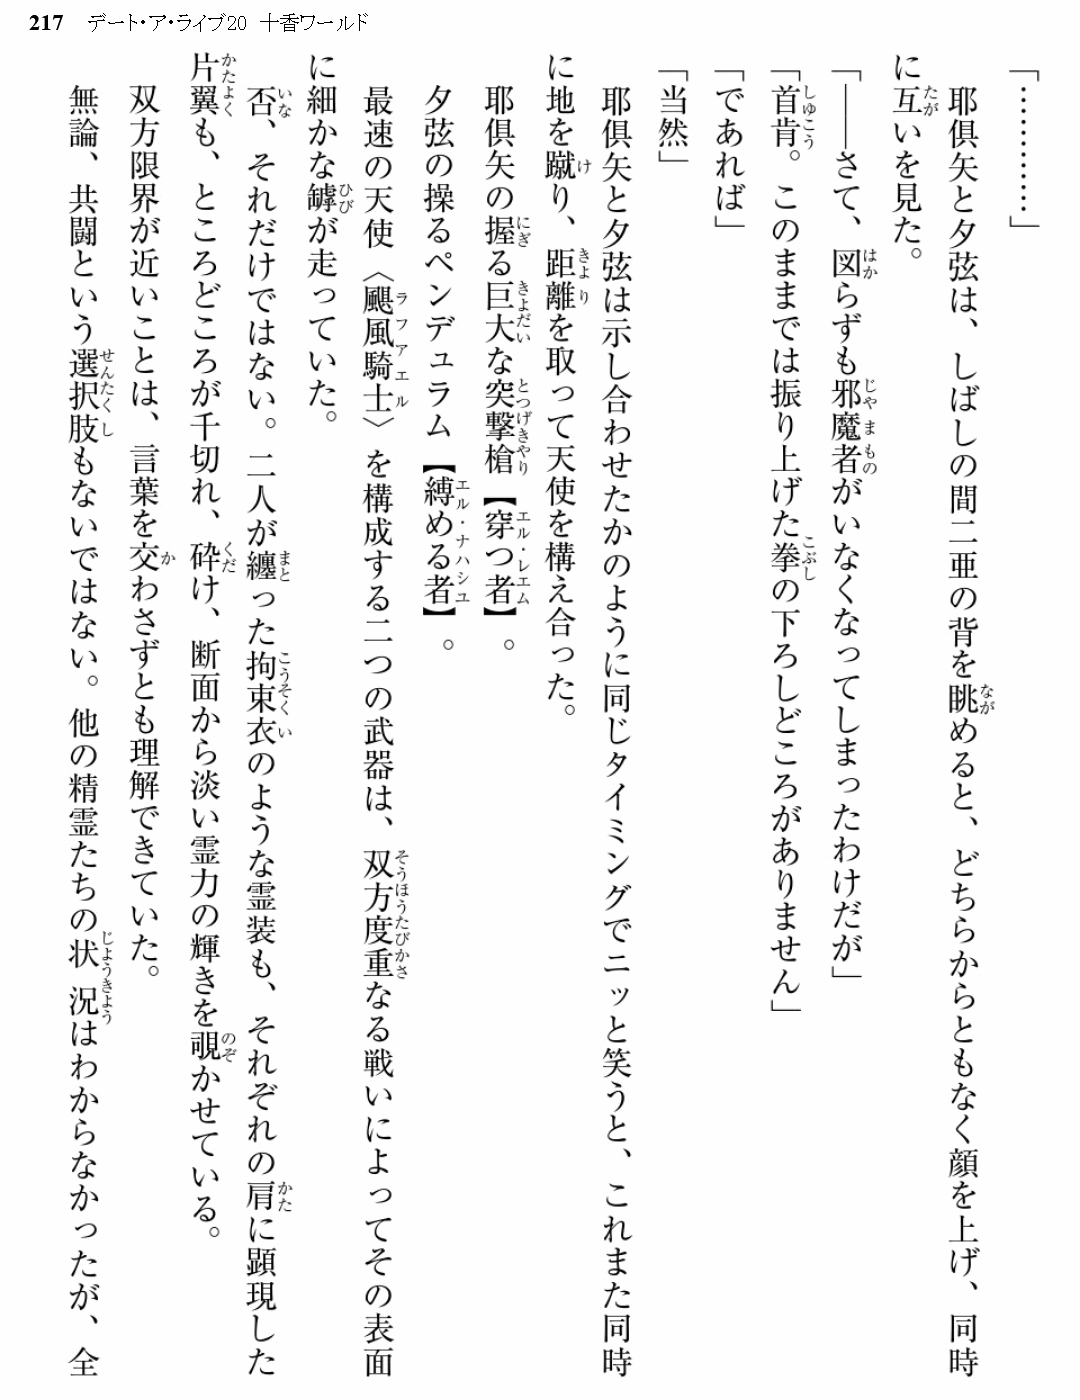 217 デート・ア・ライブ20 十香ワールド
「…………」
耶倶矢と夕弦は、しばしの間二亜の背を眺めると、どちらからともなく顔を上げ、同時
に互いを見た。
「――さて、図らずも邪魔者がいなくなってしまったわけだが」
「首肯。このままでは振り上げた拳の下ろしどころがありません」
「であれば」
「当然」
耶倶矢と夕弦は示し合わせたかのように同じタイミングでニッと笑うと、これまた同時
に地を蹴り、距離を取って天使を構え合った。
耶倶矢の握る巨大な突撃槍【穿つ者】。
夕弦の操るペンデュラム【縛める者】。
最速の天使〈颶風騎士〉を構成する二つの武器は、双方度重なる戦いによってその表面
に細かな罅が走っていた。
否、それだけではない。二人が纏った拘束衣のような霊装も、それぞれの肩に顕現した
片翼も、ところどころが千切れ、砕け、断面から淡い霊力の輝きを覗かせている。
双方限界が近いことは、言葉を交わさずとも理解できていた。
無論、共闘という選択肢もないではない。他の精霊たちの状況はわからなかったが、全